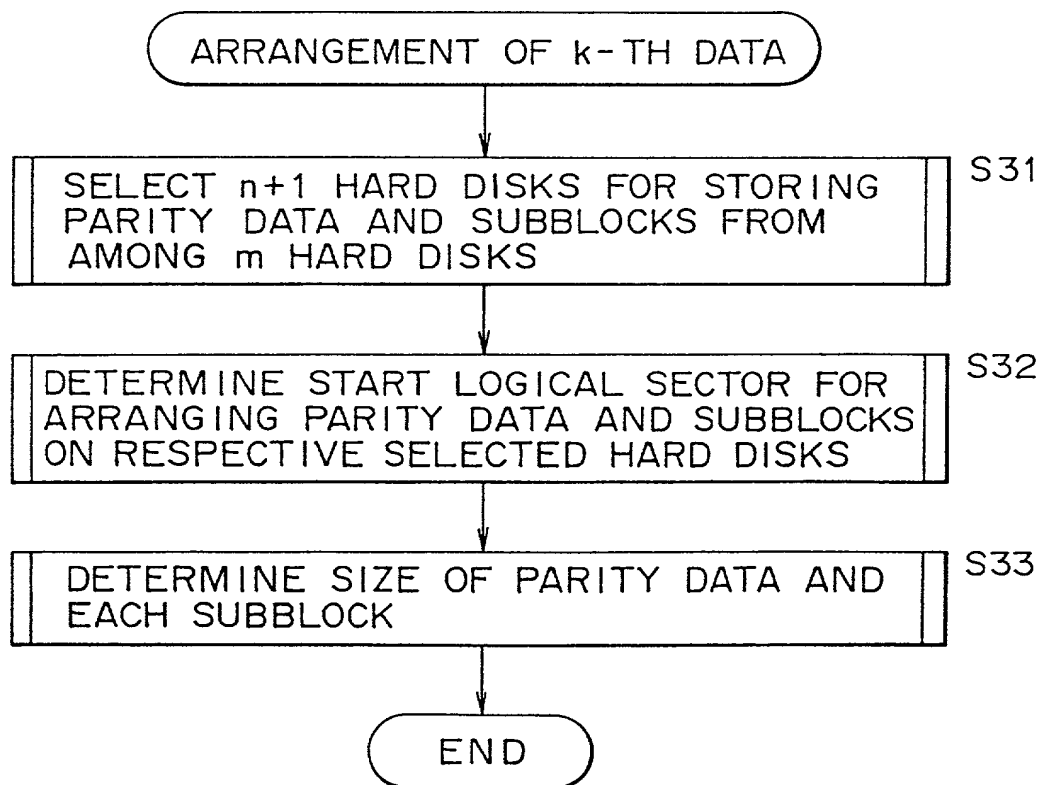 ARRANGEMENT OF k-TH DATA
S31
SELECT n+1 HARD DISKS FOR STORING
PARITY DATA AND SUBBLOCKS FROM
AMONG m HARD DISKS
S32
DETERMINE START LOGICAL SECTOR FOR
ARRANGING PARITY DATA AND SUBBLOCKS
ON RESPECTIVE SELECTED HARD DISKS
S33
DETERMINE SIZE OF PARITY DATA AND
EACH SUBBLOCK
END